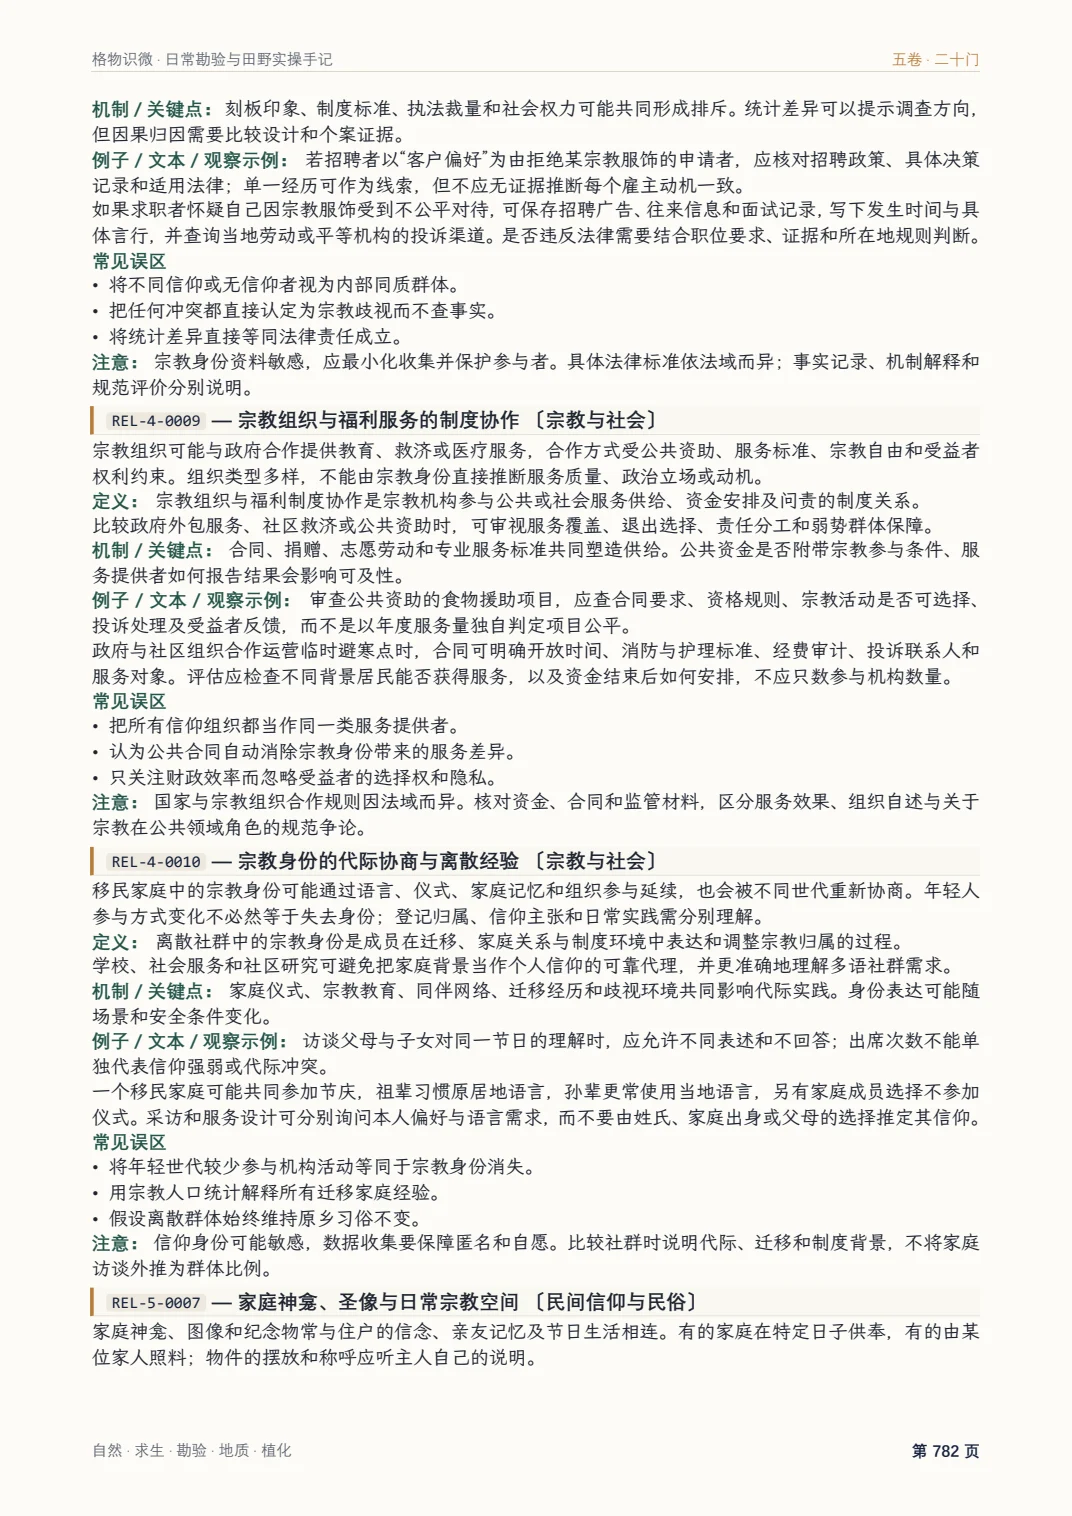 格物识微 · 日常勘验与田野实操手记
五卷 · 二十门
机制 / 关键点： 刻板印象、制度标准、执法裁量和社会权力可能共同形成排斥。统计差异可以提示调查方向，
但因果归因需要比较设计和个案证据。
例子 / 文本 / 观察示例： 若招聘者以“客户偏好”为由拒绝某宗教服饰的申请者，应核对招聘政策、具体决策
记录和适用法律；单一经历可作为线索，但不应无证据推断每个雇主动机一致。
如果求职者怀疑自己因宗教服饰受到不公平对待，可保存招聘广告、往来信息和面试记录，写下发生时间与具
体言行，并查询当地劳动或平等机构的投诉渠道。是否违反法律需要结合职位要求、证据和所在地规则判断。
常见误区
• 将不同信仰或无信仰者视为内部同质群体。
• 把任何冲突都直接认定为宗教歧视而不查事实。
• 将统计差异直接等同法律责任成立。
注意： 宗教身份资料敏感，应最小化收集并保护参与者。具体法律标准依法域而异；事实记录、机制解释和
规范评价分别说明。
REL-4-0009 — 宗教组织与福利服务的制度协作 〔宗教与社会〕
宗教组织可能与政府合作提供教育、救济或医疗服务，合作方式受公共资助、服务标准、宗教自由和受益者
权利约束。组织类型多样，不能由宗教身份直接推断服务质量、政治立场或动机。
定义： 宗教组织与福利制度协作是宗教机构参与公共或社会服务供给、资金安排及问责的制度关系。
比较政府外包服务、社区救济或公共资助时，可审视服务覆盖、退出选择、责任分工和弱势群体保障。
机制 / 关键点： 合同、捐赠、志愿劳动和专业服务标准共同塑造供给。公共资金是否附带宗教参与条件、服
务提供者如何报告结果会影响可及性。
例子 / 文本 / 观察示例： 审查公共资助的食物援助项目，应查合同要求、资格规则、宗教活动是否可选择、
投诉处理及受益者反馈，而不是以年度服务量独自判定项目公平。
政府与社区组织合作运营临时避寒点时，合同可明确开放时间、消防与护理标准、经费审计、投诉联系人和
服务对象。评估应检查不同背景居民能否获得服务，以及资金结束后如何安排，不应只数参与机构数量。
常见误区
• 把所有信仰组织都当作同一类服务提供者。
• 认为公共合同自动消除宗教身份带来的服务差异。
• 只关注财政效率而忽略受益者的选择权和隐私。
注意： 国家与宗教组织合作规则因法域而异。核对资金、合同和监管材料，区分服务效果、组织自述与关于
宗教在公共领域角色的规范争论。
REL-4-0010 — 宗教身份的代际协商与离散经验 〔宗教与社会〕
移民家庭中的宗教身份可能通过语言、仪式、家庭记忆和组织参与延续，也会被不同世代重新协商。年轻人
参与方式变化不必然等于失去身份；登记归属、信仰主张和日常实践需分别理解。
定义： 离散社群中的宗教身份是成员在迁移、家庭关系与制度环境中表达和调整宗教归属的过程。
学校、社会服务和社区研究可避免把家庭背景当作个人信仰的可靠代理，并更准确地理解多语社群需求。
机制 / 关键点： 家庭仪式、宗教教育、同伴网络、迁移经历和歧视环境共同影响代际实践。身份表达可能随
场景和安全条件变化。
例子 / 文本 / 观察示例： 访谈父母与子女对同一节日的理解时，应允许不同表述和不回答；出席次数不能单
独代表信仰强弱或代际冲突。
一个移民家庭可能共同参加节庆，祖辈习惯原居地语言，孙辈更常使用当地语言，另有家庭成员选择不参加
仪式。采访和服务设计可分别询问本人偏好与语言需求，而不要由姓氏、家庭出身或父母的选择推定其信仰。
常见误区
• 将年轻世代较少参与机构活动等同于宗教身份消失。
• 用宗教人口统计解释所有迁移家庭经验。
• 假设离散群体始终维持原乡习俗不变。
注意： 信仰身份可能敏感，数据收集要保障匿名和自愿。比较社群时说明代际、迁移和制度背景，不将家庭
访谈外推为群体比例。
REL-5-0007 — 家庭神龛、圣像与日常宗教空间 〔民间信仰与民俗〕
家庭神龛、图像和纪念物常与住户的信念、亲友记忆及节日生活相连。有的家庭在特定日子供奉，有的由某
位家人照料；物件的摆放和称呼应听主人自己的说明。
自然 · 求生 · 勘验 · 地质 · 植化
第 782 页